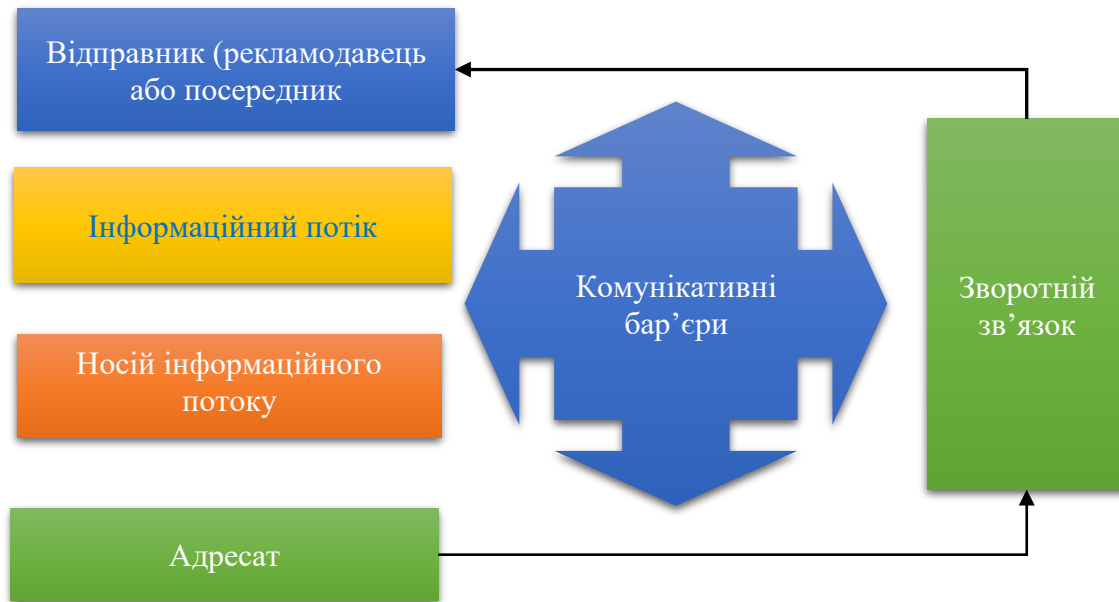 Відправник (рекламодавець
або посередник
Інформаційний потік
Носій інформаційного
потоку
Адресат
Комунікативні
бар’єри
Зворотній
зв’язок